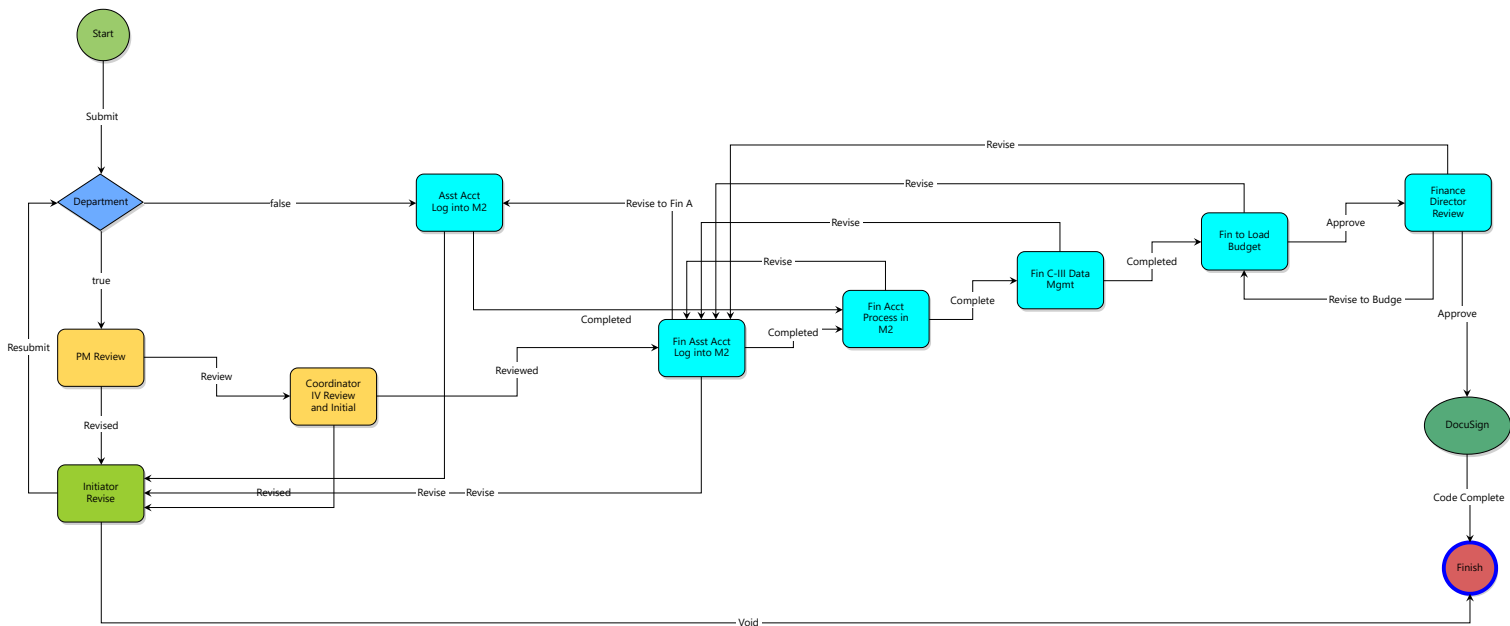 Start
Submit
Department
false
true
Resubmit
Asst Acct
Log into M2
Revise to Fin A
Revise
Revise
Revise
Revise
Finance
Director
Review
Approve
Fin to Load
Budget
Completed
Revise to Budge
Fin C-III Data
Mgmt
Complete
Fin Acct
Process in
M2
Completed
Completed
Fin Asst Acct
Log into M2
Approve
PM Review
Review
Reviewed
Coordinator
IV Review
and Initial
Revised
DocuSign
Initiator
Revise
Revised
Revise
Revise
Code Complete
Finish
Void